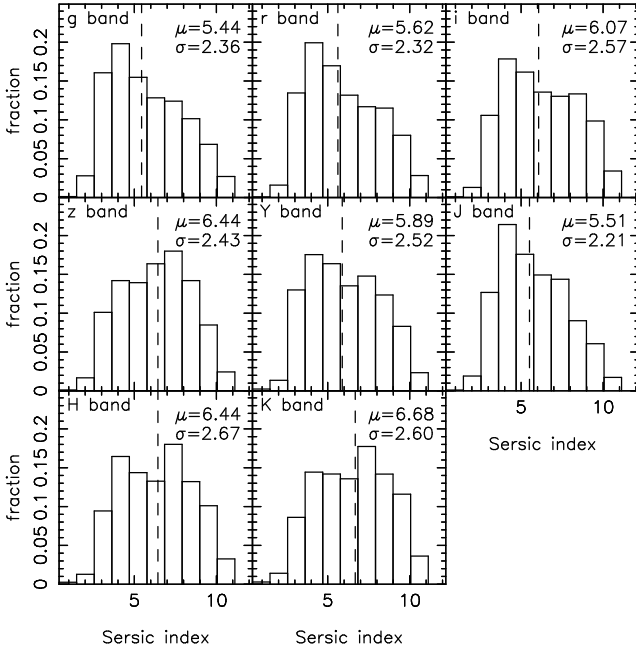 g band
μ=5.44
σ=2.36
r band
μ=5.62
σ=2.32
i band
μ=6.07
σ=2.57
fraction
0 0.05 0.1 0.15 0.2
z band
μ=6.44
σ=2.43
Y band
μ=5.89
σ=2.52
J band
μ=5.51
σ=2.21
fraction
0 0.05 0.1 0.15 0.2
5 10
Sersic index
H band
μ=6.44
σ=2.67
K band
μ=6.68
σ=2.60
fraction
0 0.05 0.1 0.15 0.2
5 10
5 10
Sersic index
Sersic index